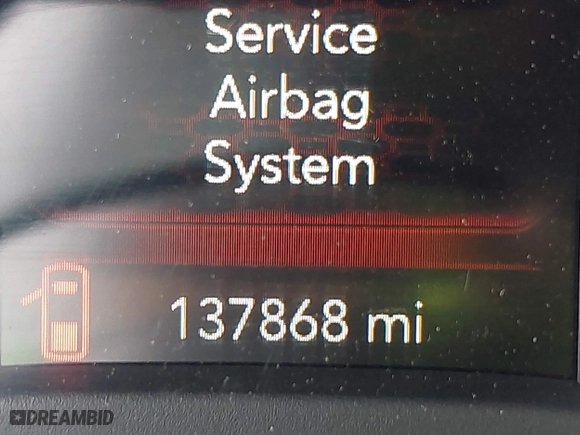 Service
Airbag
System
137868 mi
DREAMBID